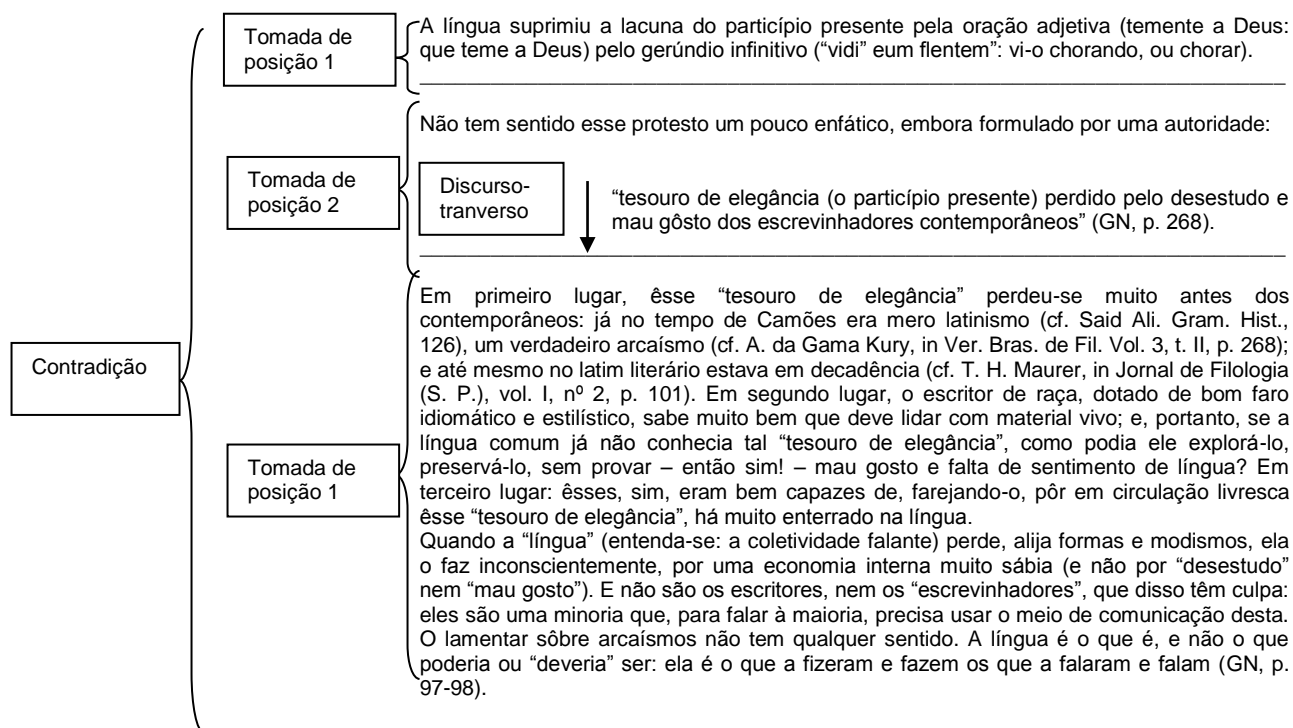 Tomada de
posição 1
A língua suprimiu a lacuna do particípio presente pela oração adjetiva (temente a Deus:
que teme a Deus) pelo gerúndio infinitivo (“vidi” eum flentem”: vi-o chorando, ou chorar).
Tomada de
posição 2
Não tem sentido esse protesto um pouco enfático, embora formulado por uma autoridade:
Discurso-
tranverso
“tesouro de elegância (o particípio presente) perdido pelo desestudo e
mau gôsto dos escrevinhadores contemporâneos” (GN, p. 268).
Contradição
Tomada de
posição 1
Em primeiro lugar, êsse “tesouro de elegância” perdeu-se muito antes dos
contemporâneos: já no tempo de Camões era mero latinismo (cf. Said Ali. Gram. Hist.,
126), um verdadeiro arcaísmo (cf. A. da Gama Kury, in Ver. Bras. de Fil. Vol. 3, t. II, p. 268);
e até mesmo no latim literário estava em decadência (cf. T. H. Maurer, in Jornal de Filologia
(S. P.), vol. I, nº 2, p. 101). Em segundo lugar, o escritor de raça, dotado de bom faro
idiomático e estilístico, sabe muito bem que deve lidar com material vivo; e, portanto, se a
língua comum já não conhecia tal “tesouro de elegância”, como podia ele explorá-lo,
preservá-lo, sem provar – então sim! – mau gosto e falta de sentimento de língua? Em
terceiro lugar: êsses, sim, eram bem capazes de, farejando-o, pôr em circulação livresca
êsse “tesouro de elegância”, há muito enterrado na língua.
Quando a “língua” (entenda-se: a coletividade falante) perde, alija formas e modismos, ela
o faz inconscientemente, por uma economia interna muito sábia (e não por “desestudo”
nem “mau gosto”). E não são os escritores, nem os “escrevinhadores”, que disso têm culpa:
eles são uma minoria que, para falar à maioria, precisa usar o meio de comunicação desta.
O lamentar sôbre arcaísmos não tem qualquer sentido. A língua é o que é, e não o que
poderia ou “deveria” ser: ela é o que a fizeram e fazem os que a falaram e falam (GN, p.
97-98).